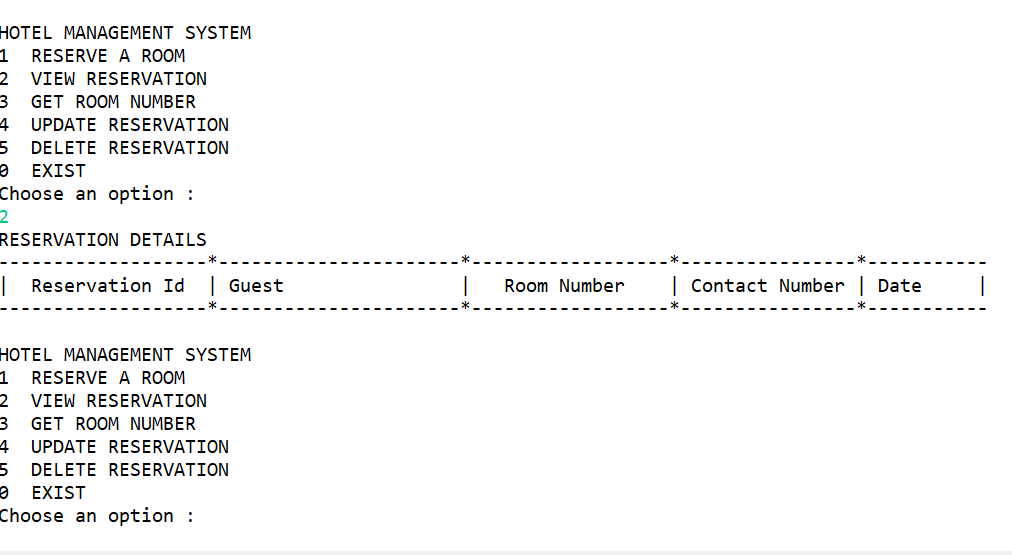 HOTEL MANAGEMENT SYSTEM
1  RESERVE A ROOM
2  VIEW RESERVATION
3  GET ROOM NUMBER
4  UPDATE RESERVATION
5  DELETE RESERVATION
0  EXIST
Choose an option :
2
RESERVATION DETAILS
-------------------*----------------------*------------------*----------------*-----------
|  Reservation Id  | Guest                |   Room Number    | Contact Number | Date     |
-------------------*----------------------*------------------*----------------*-----------
HOTEL MANAGEMENT SYSTEM
1  RESERVE A ROOM
2  VIEW RESERVATION
3  GET ROOM NUMBER
4  UPDATE RESERVATION
5  DELETE RESERVATION
0  EXIST
Choose an option :